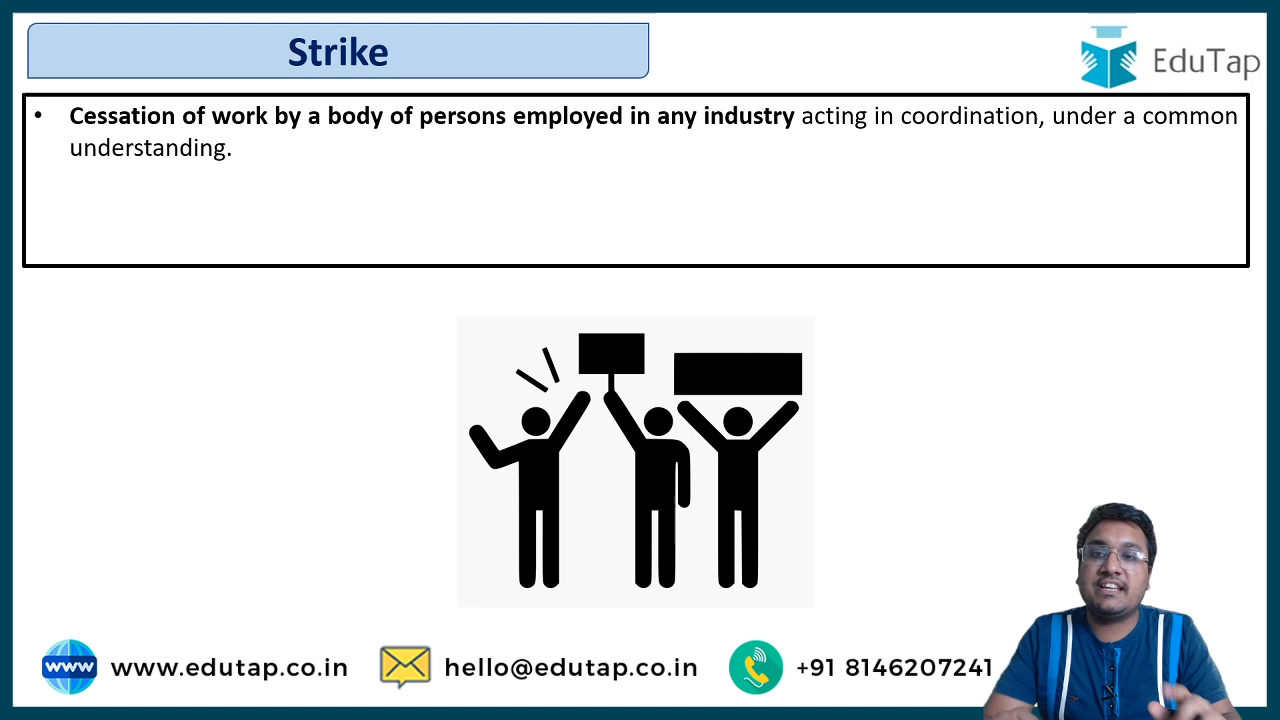 Strike
EduTap
• Cessation of work by a body of persons employed in any industry acting in coordination, under a common
understanding.
www
www.edutap.co.in
hello@edutap.co.in
+91 8146207241